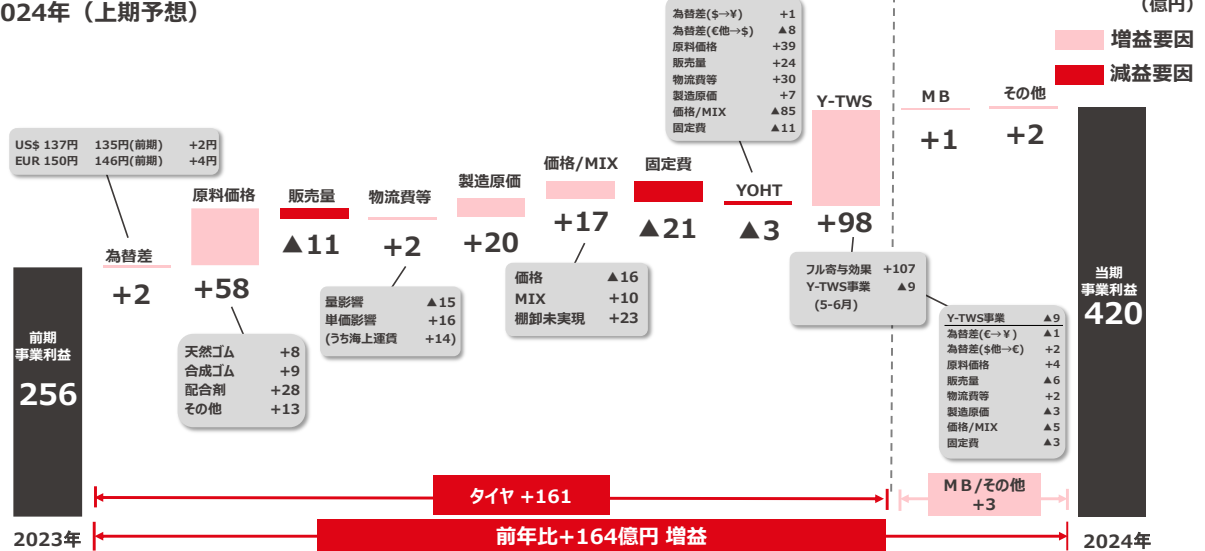 024年（上期予想）
（億円）
増益要因
減益要因
為替差($→¥) +1
為替差(€他→$) ▲8
原料価格 +39
販売量 +24
物流費等 +30
製造原価 +7
価格/MIX ▲85
固定費 ▲11
US$ 137円 135円(前期) +2円
EUR 150円 146円(前期) +4円
為替差
+2
原料価格
+58
販売量
▲11
物流費等
+2
製造原価
+20
価格/MIX
+17
固定費
▲21
YOHT
▲3
Y-TWS
+98
ＭＢ
+1
その他
+2
天然ゴム +8
合成ゴム +9
配合剤 +28
その他 +13
量影響 ▲15
単価影響 +16
(うち海上運賃 +14)
価格 ▲16
MIX +10
棚卸未実現 +23
フル寄与効果 +107
Y-TWS事業 ▲9
(5-6月)
Y-TWS事業 ▲9
為替差(€→¥) ▲1
為替差($他→€) +2
原料価格 +4
販売量 ▲6
物流費等 +2
製造原価 ▲3
価格/MIX ▲5
固定費 ▲3
前期
事業利益
256
当期
事業利益
420
タイヤ +161
ＭＢ/その他
+3
前年比+164億円 増益
2023年
2024年